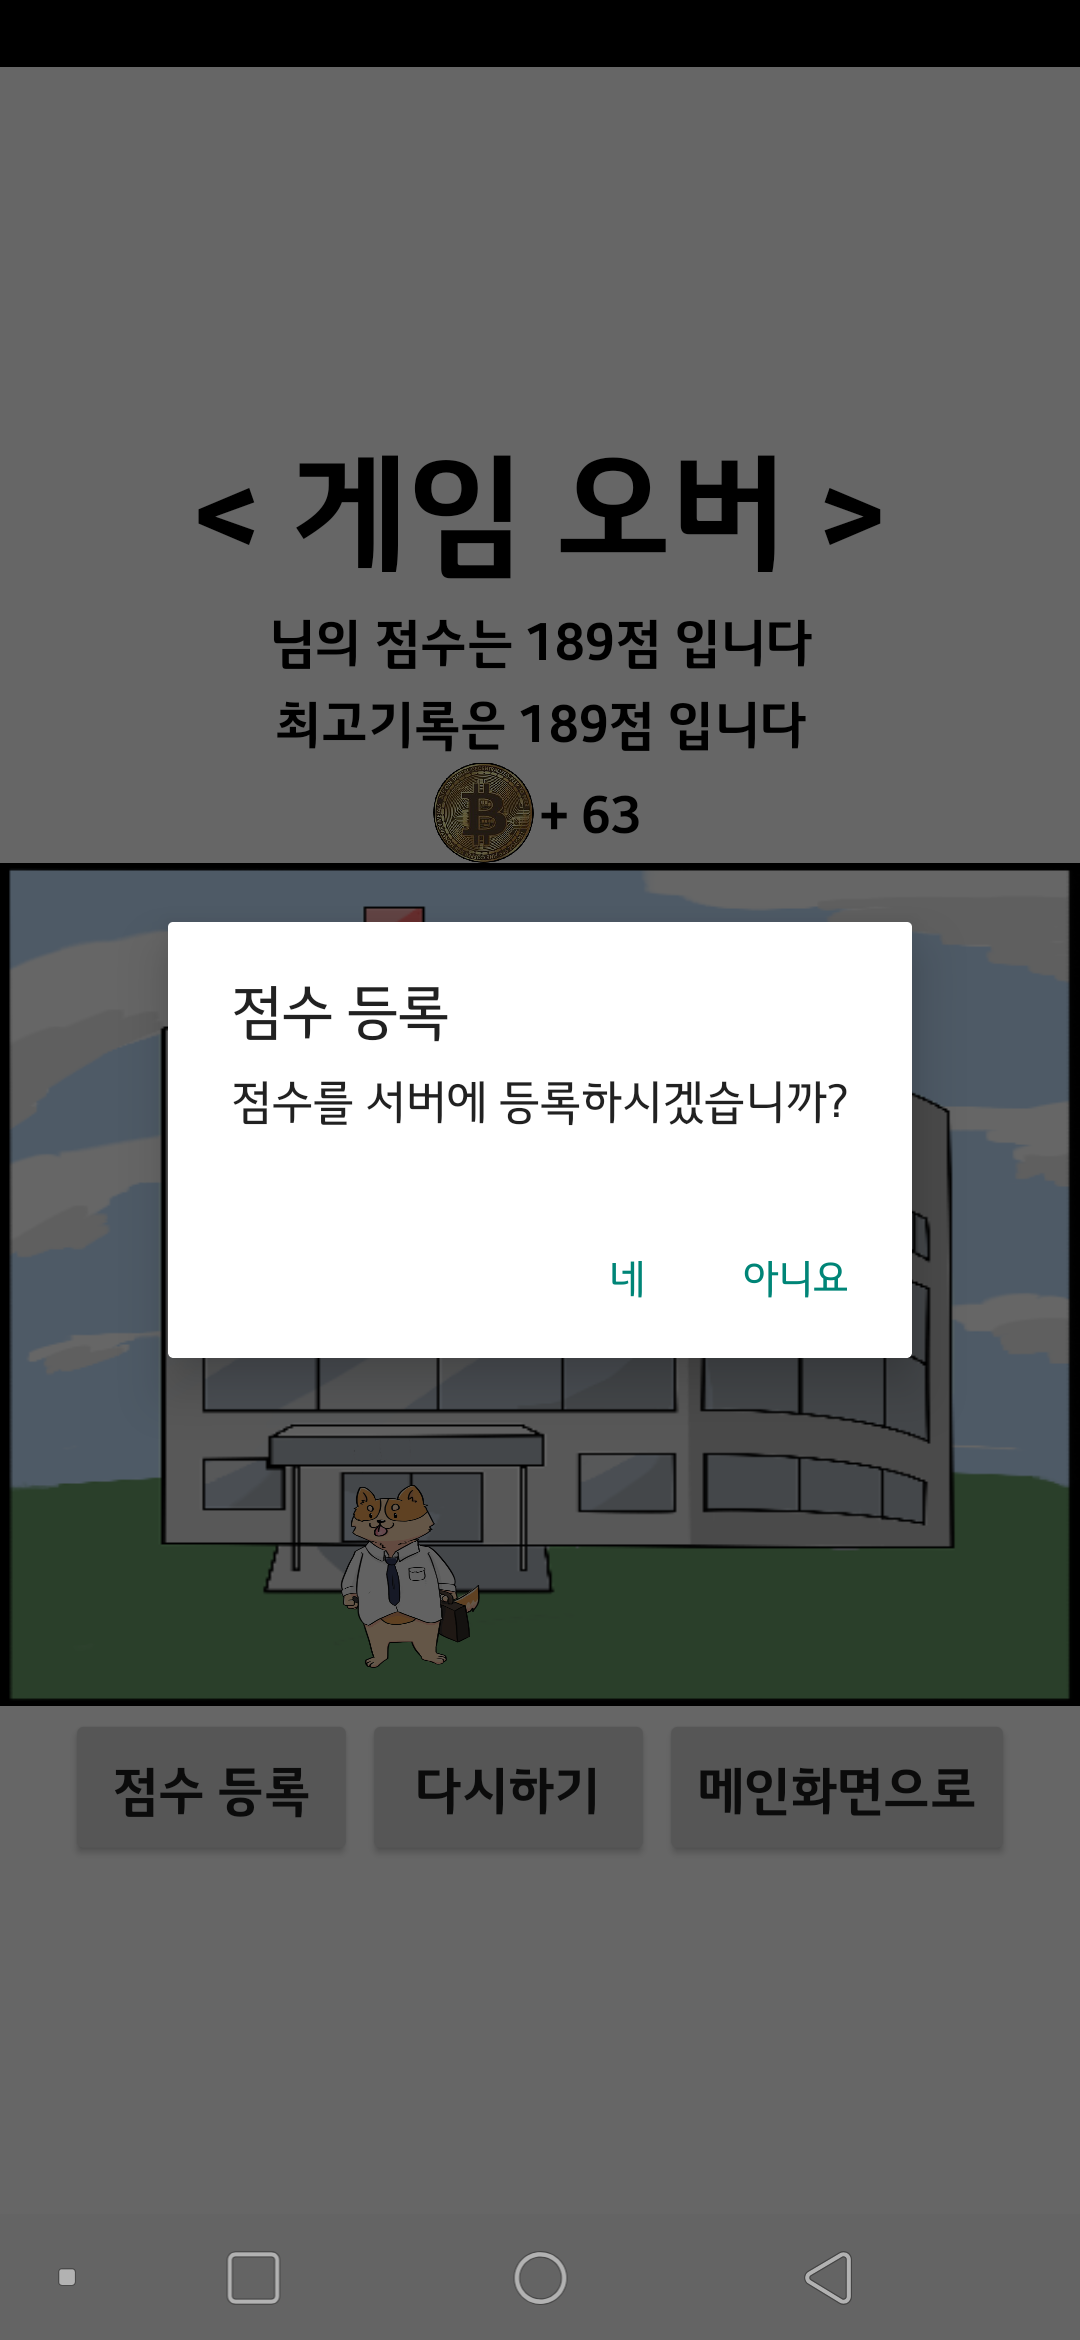 < 게임 오버 >
님의 점수는 189점 입니다
최고기록은 189점 입니다
+ 63
점수 등록
점수를 서버에 등록하시겠습니까?
네 아니요
점수 등록 다시하기 메인화면으로